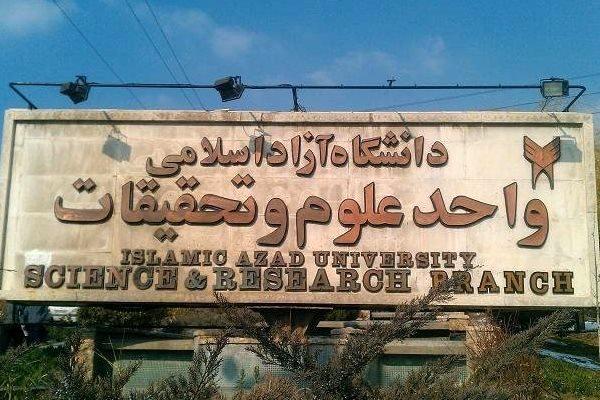 دانشگاه آزاد اسلامی
واحد علوم و تحقیقات
ISLAMIC AZAD UNIVERSITY
SCIENCE & RESEARCH BRANCH